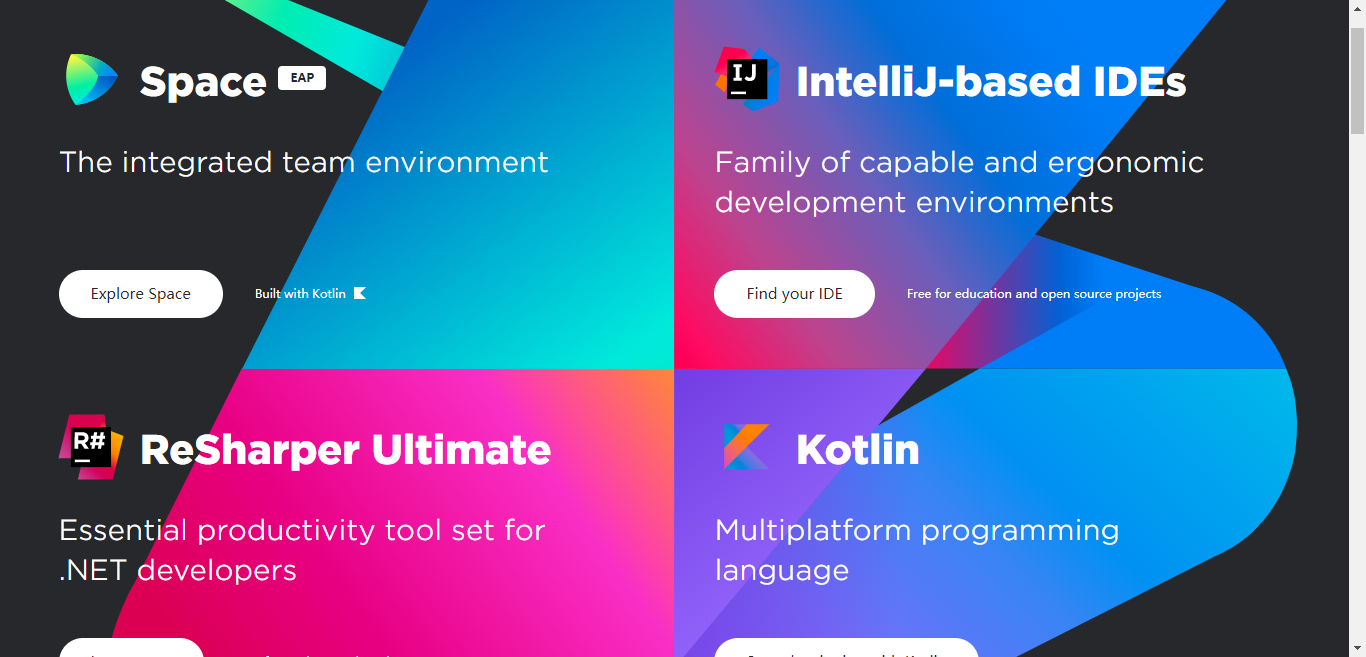 Space EAP
The integrated team environment
Explore Space
Built with Kotlin
IJ
IntelliJ-based IDEs
Family of capable and ergonomic
development environments
Find your IDE
Free for education and open source projects
R#
ReSharper Ultimate
Essential productivity tool set for
.NET developers
Kotlin
Multiplatform programming
language